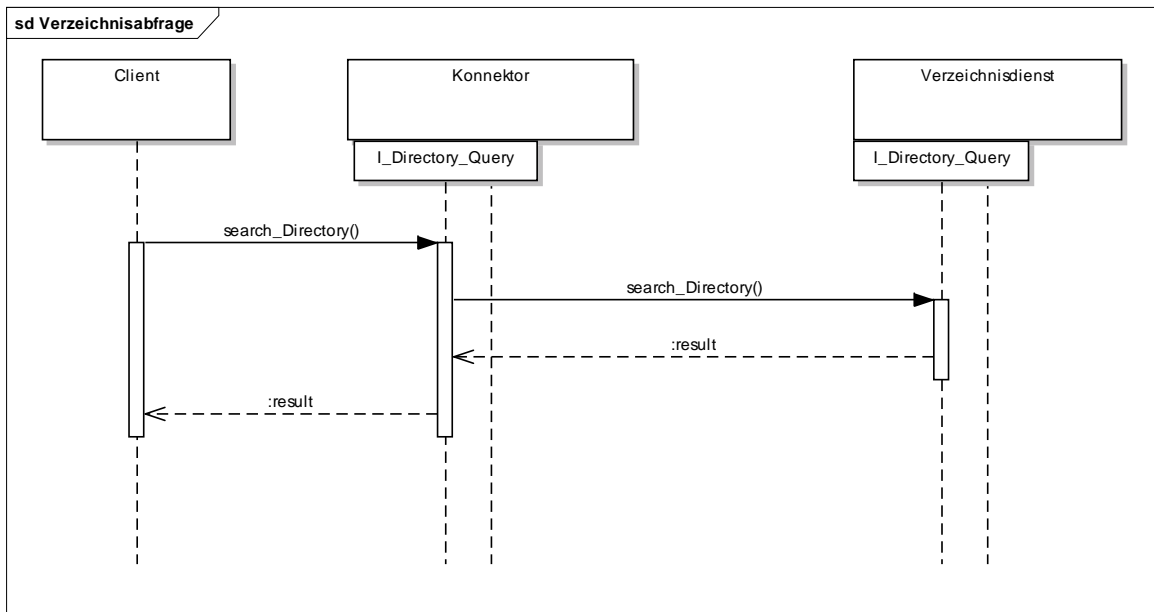 sd Verzeichnisabfrage
Client
Konnektor
Verzeichnisdienst
I_Directory_Query
I_Directory_Query
search_Directory()
search_Directory()
:result
:result